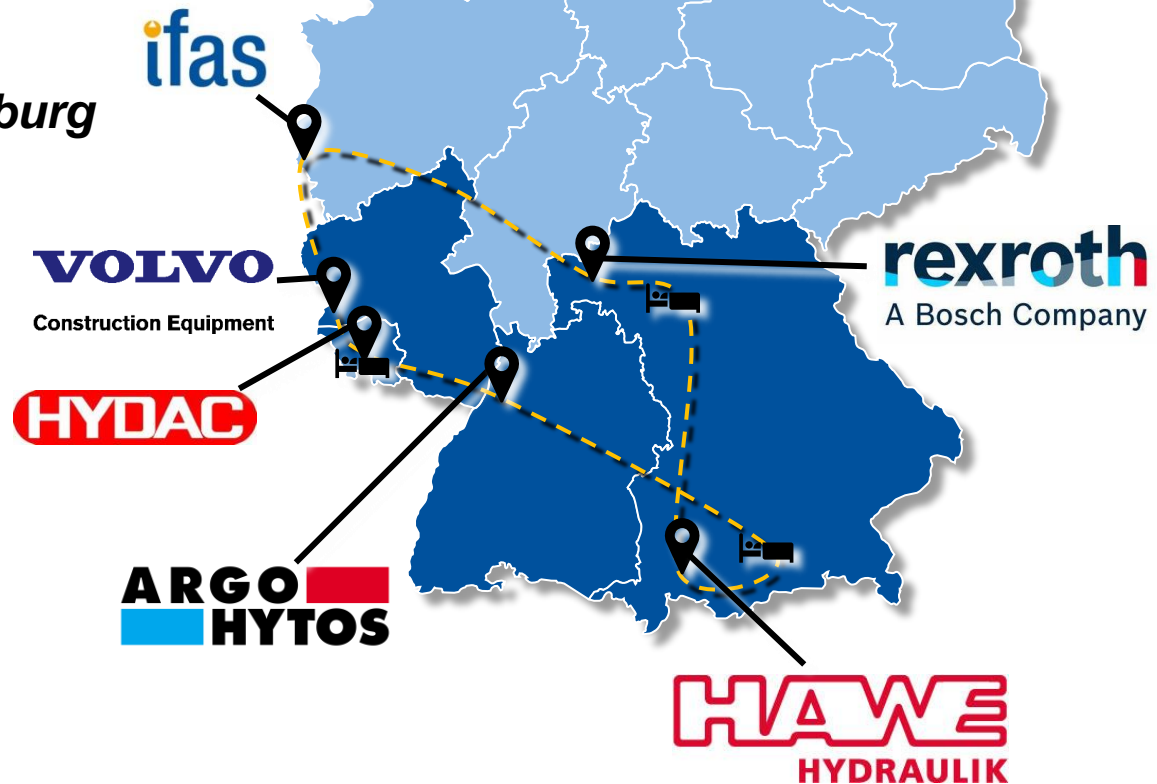 ifas
burg
VOLVO
Construction Equipment
rexroth
A Bosch Company
HYDAC
ARGO
HYTOS
HAWE
HYDRAULIK